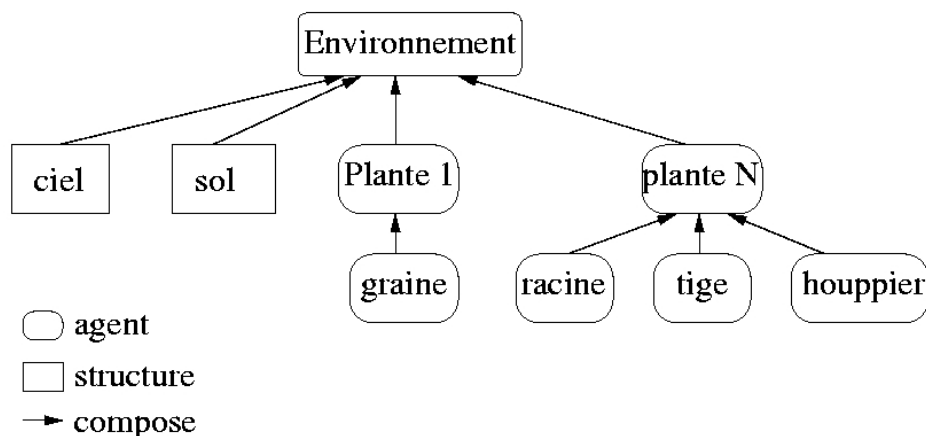 Environnement
ciel
sol
Plante 1
plante N
graine
racine
tige
houppier
agent
structure
compose